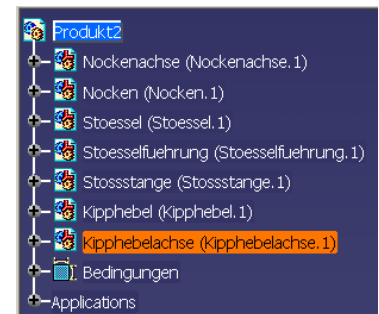 Produkt2
Nockenachse (Nockenachse.1)
Nocken (Nocken.1)
Stoessel (Stoessel.1)
Stoesselfuehrung (Stoesselfuehrung.1)
Stossstange (Stossstange.1)
Kipphebel (Kipphebel.1)
Kipphebelachse (Kipphebelachse.1)
Bedingungen
Applications